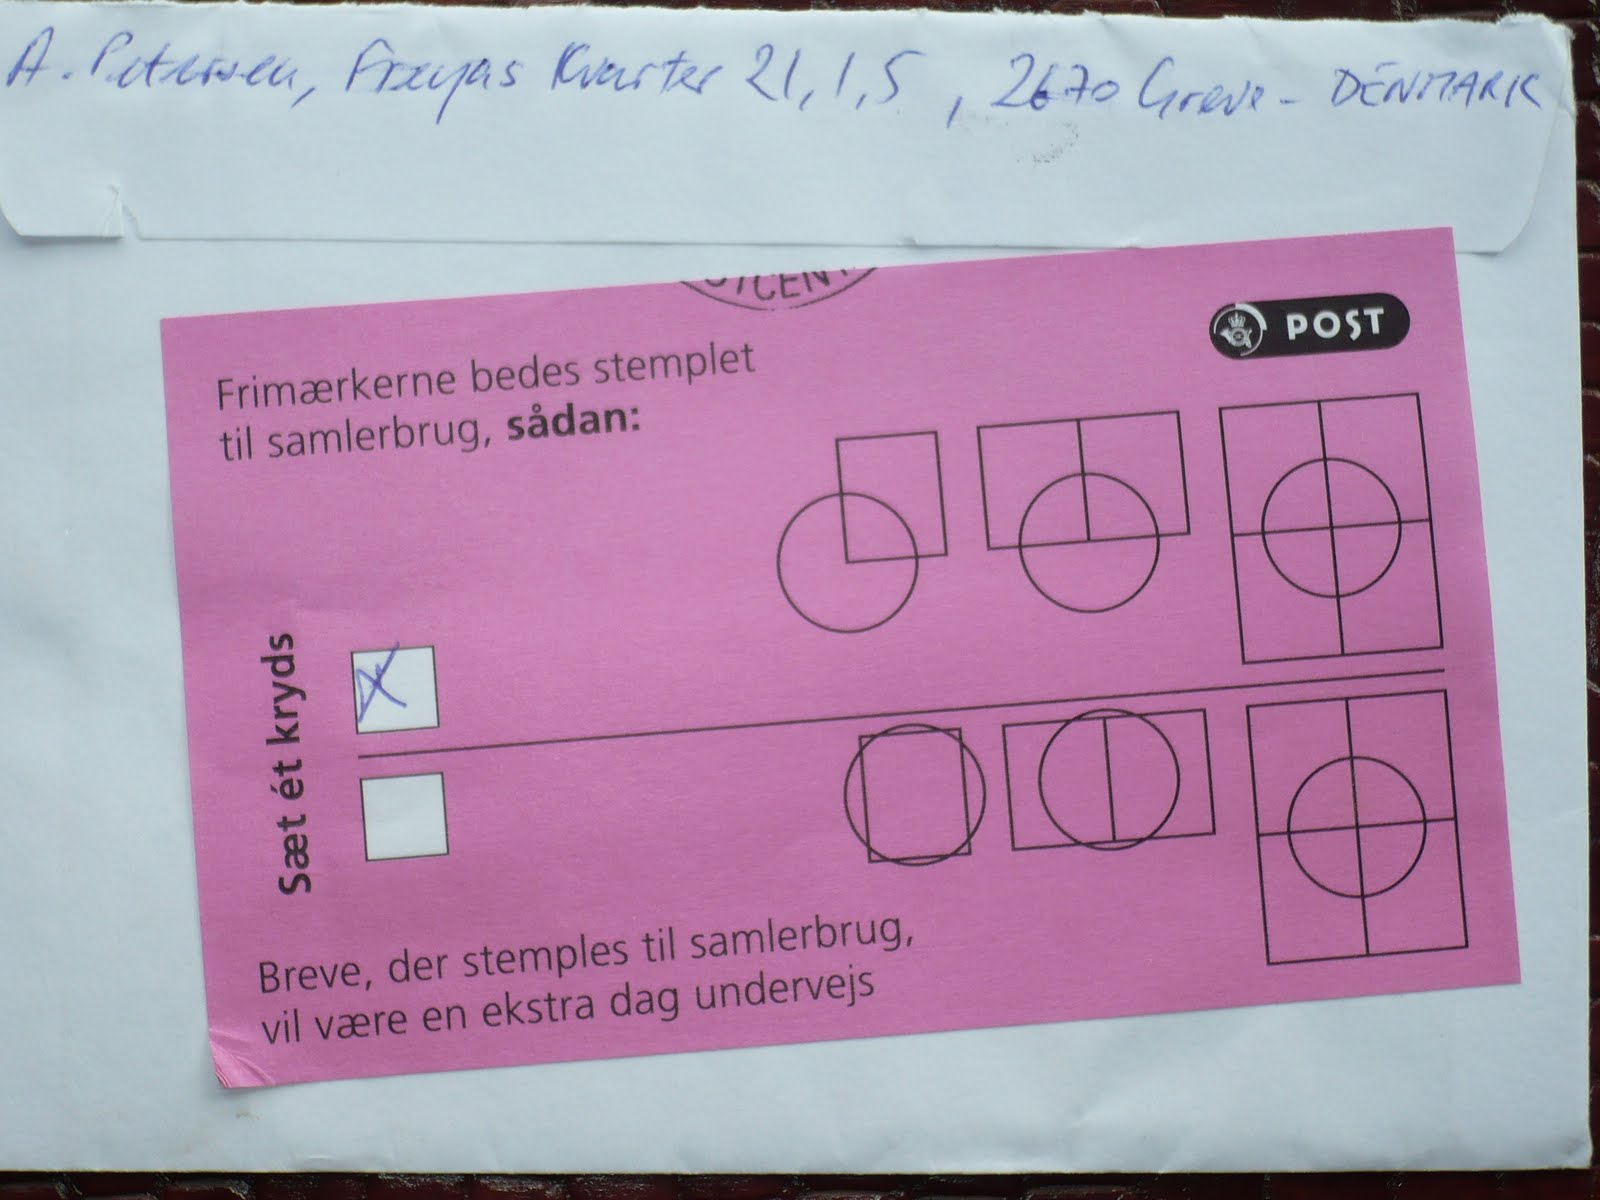 A. Petersen, Freyas Kvarter 21, 1, 5, 2670 Greve - DENMARK
POST
Frimærkerne bedes stemplet
til samlerbrug, sådan:
Sæt ét kryds
Breve, der stemples til samlerbrug,
vil være en ekstra dag undervejs